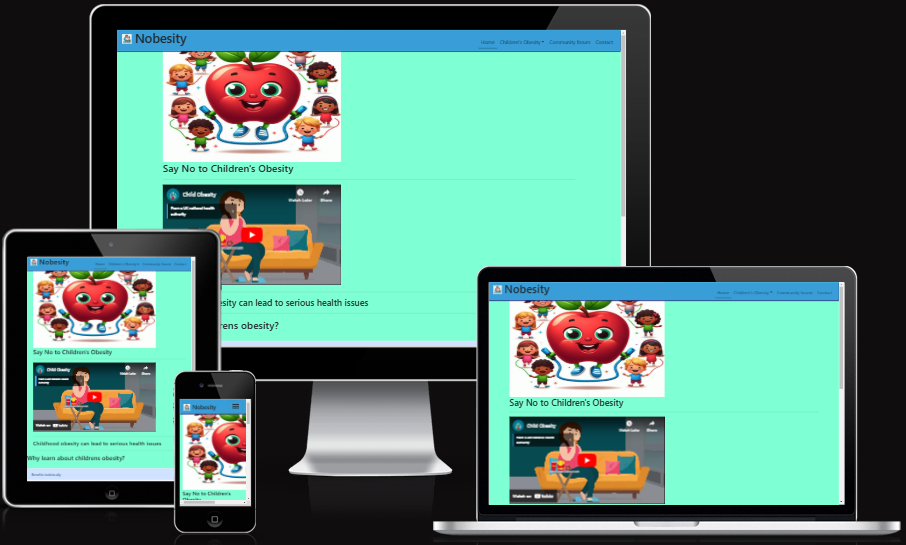 Nobesity
Home Children's Obesity Community Forum Contact
Say No to Children's Obesity
Child Obesity
From a UK national health
authority
Watch Later Share
esity can lead to serious health issues
rens obesity?
Nobesity
Home Children's Obesity Community Forum Contact
Say No to Children's Obesity
Child Obesity
Watch Later Share
Watch on YouTube
Childhood obesity can lead to serious health issues
Why learn about childrens obesity?
Nobesity
Say No to Children's
Obesity
Nobesity
Home Children's Obesity Community Forum Contact
Say No to Children's Obesity
Child Obesity
Watch Later Share
Watch on YouTube